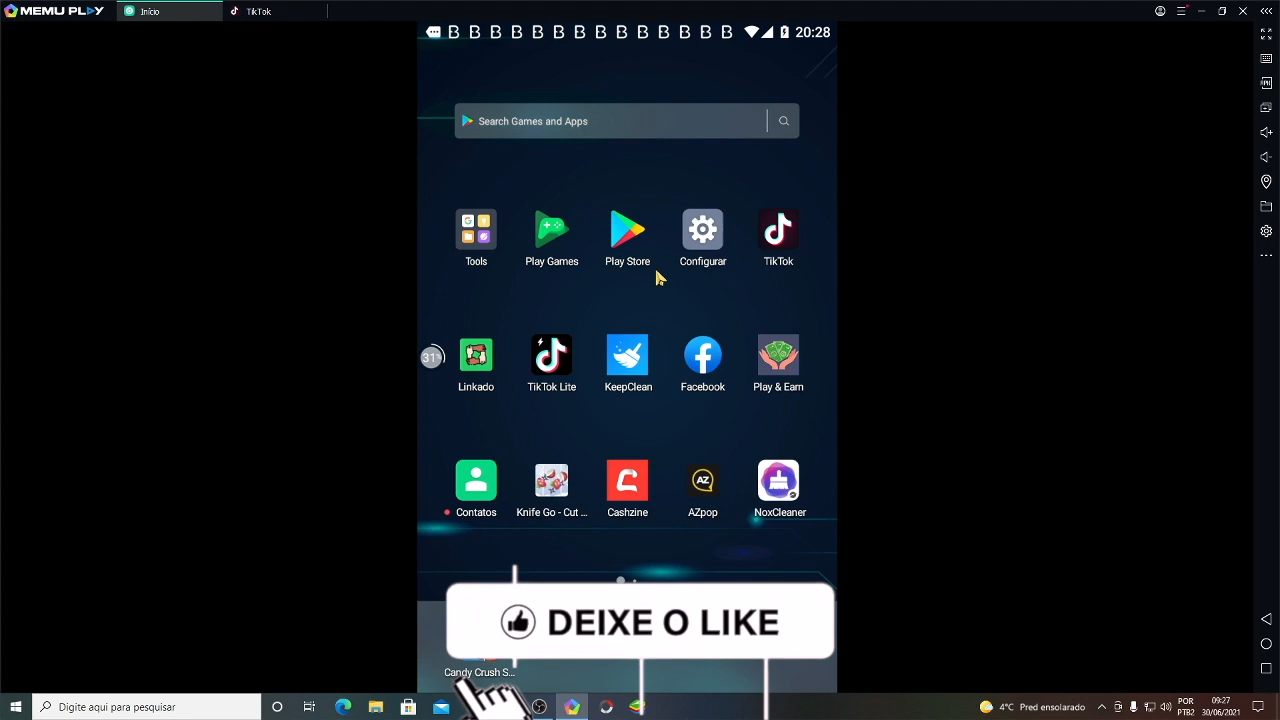 MEMU PLAY Início TikTok
B B B B B B B B B B B B B B 20:28
Search Games and Apps
Tools Play Games Play Store Configurar TikTok
31%
Linkado TikTok Lite KeepClean Facebook Play & Earn
AZ
Contatos Knife Go - Cut ... Cashzine AZpop NoxCleaner
DEIXE O LIKE
Candy Crush S...
Digite aqui para pesquisar
4°C Pred ensolarado
POR
PTB2
09:27
30/06/2021